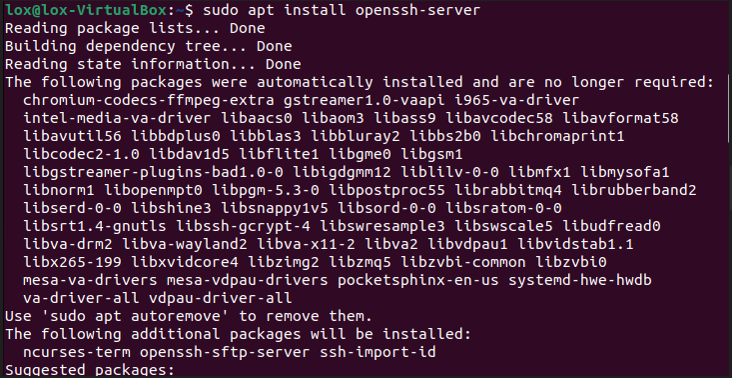 lox@lox-VirtualBox:~$ sudo apt install openssh-server
Reading package lists... Done
Building dependency tree... Done
Reading state information... Done
The following packages were automatically installed and are no longer required:
  chromium-codecs-ffmpeg-extra gstreamer1.0-vaapi i965-va-driver
  intel-media-va-driver libaacs0 libaom3 libass9 libavcodec58 libavformat58
  libavutil56 libbdplus0 libblas3 libbluray2 libbs2b0 libchromaprint1
  libcodec2-1.0 libdav1d5 libflite1 libgme0 libgsm1
  libgstreamer-plugins-bad1.0-0 libigdgmm12 liblilv-0-0 libmfx1 libmysofa1
  libnorm1 libopenmpt0 libpgm-5.3-0 libpostproc55 librabbitmq4 librubberband2
  libserd-0-0 libshine3 libsnappy1v5 libsord-0-0 libsratom-0-0
  libsrt1.4-gnutls libssh-gcrypt-4 libswresample3 libswscale5 libudfread0
  libva-drm2 libva-wayland2 libva-x11-2 libva2 libvdpau1 libvidstab1.1
  libx265-199 libxvidcore4 libzimg2 libzmq5 libzvbi-common libzvbi0
  mesa-va-drivers mesa-vdpau-drivers pocketsphinx-en-us systemd-hwe-hwdb
  va-driver-all vdpau-driver-all
Use 'sudo apt autoremove' to remove them.
The following additional packages will be installed:
  ncurses-term openssh-sftp-server ssh-import-id
Suggested packages: